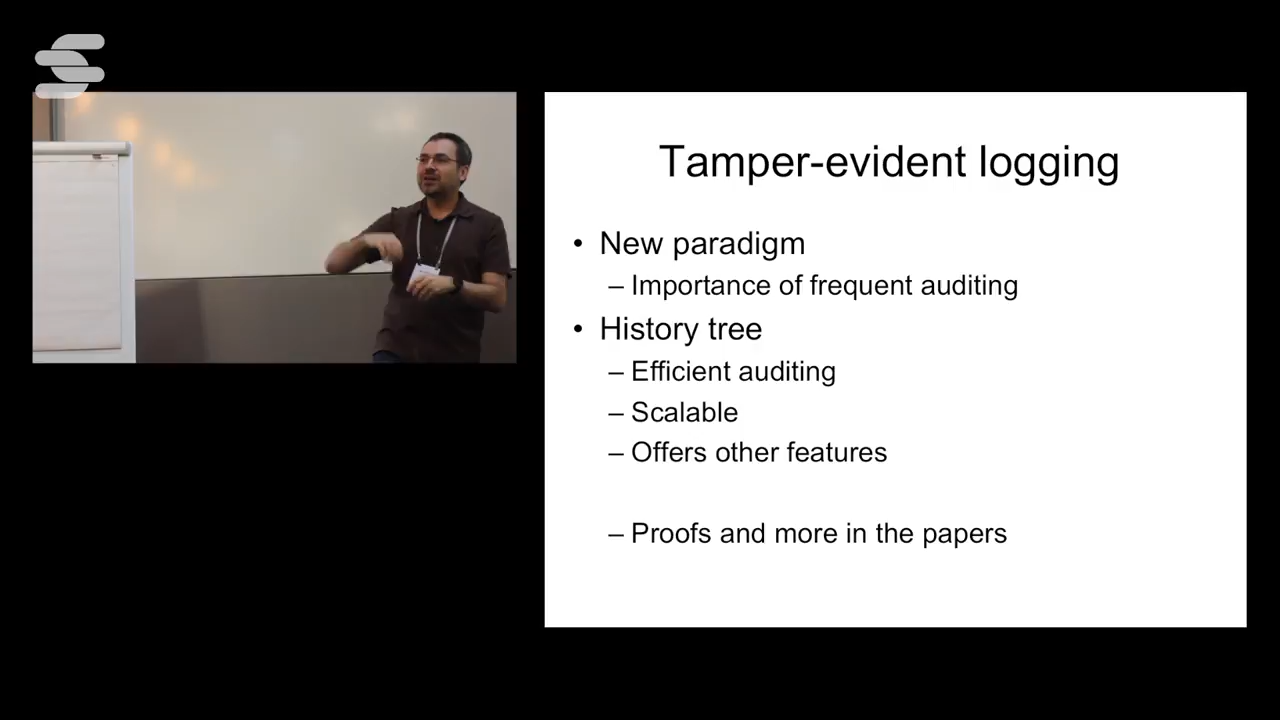 Tamper-evident logging
• New paradigm
– Importance of frequent auditing
• History tree
– Efficient auditing
– Scalable
– Offers other features
– Proofs and more in the papers